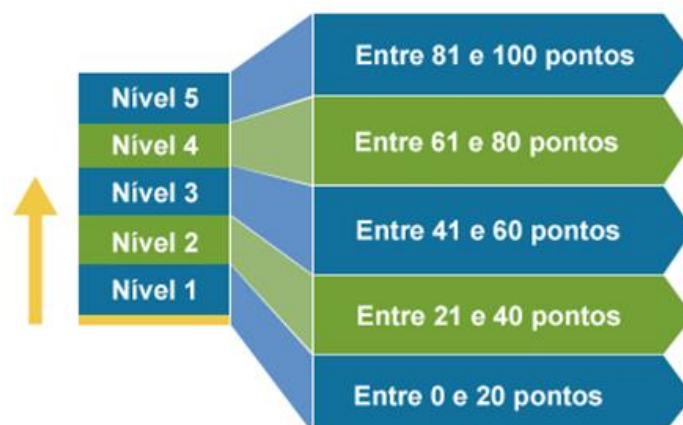 Nível 5
Nível 4
Nível 3
Nível 2
Nível 1
Entre 81 e 100 pontos
Entre 61 e 80 pontos
Entre 41 e 60 pontos
Entre 21 e 40 pontos
Entre 0 e 20 pontos